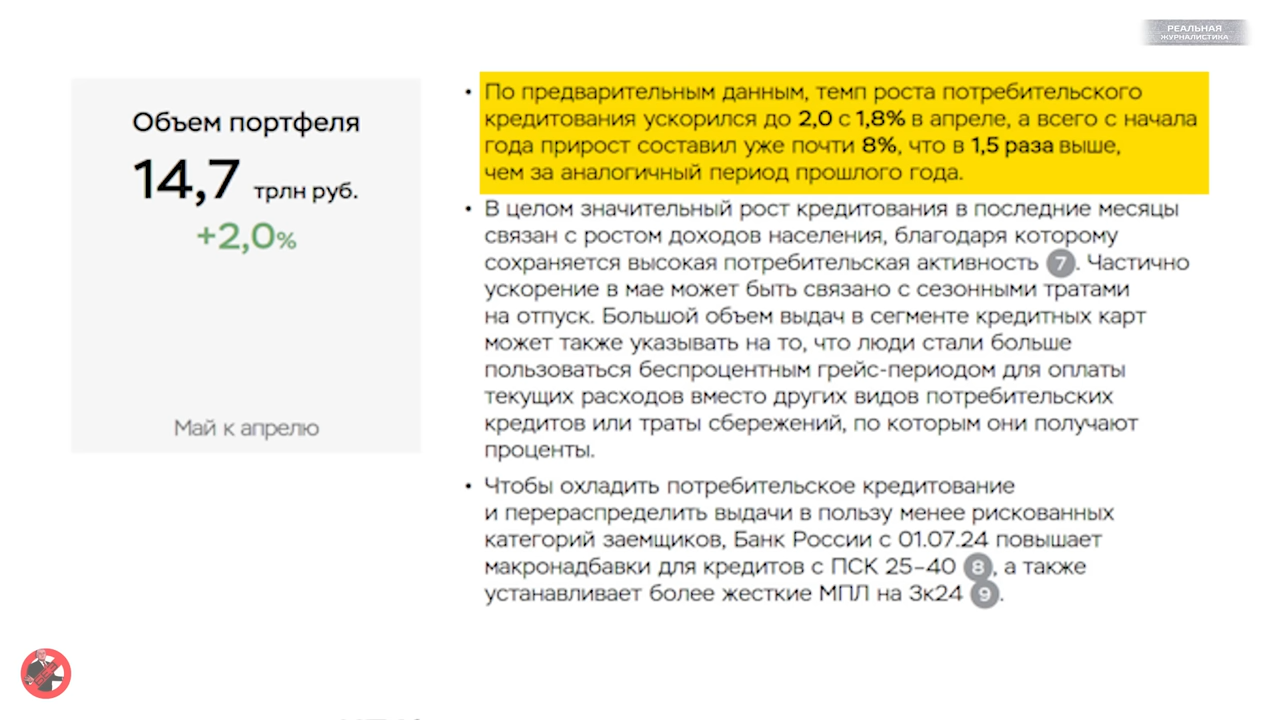 РЕАЛЬНАЯ
ЖУРНАЛИСТИКА
Объем портфеля
14,7 трлн руб.
+2,0%
Май к апрелю
• По предварительным данным, темп роста потребительского
кредитования ускорился до 2,0 с 1,8% в апреле, а всего с начала
года прирост составил уже почти 8%, что в 1,5 раза выше,
чем за аналогичный период прошлого года.
• В целом значительный рост кредитования в последние месяцы
связан с ростом доходов населения, благодаря которому
сохраняется высокая потребительская активность 7. Частично
ускорение в мае может быть связано с сезонными тратами
на отпуск. Большой объем выдач в сегменте кредитных карт
может также указывать на то, что люди стали больше
пользоваться беспроцентным грейс-периодом для оплаты
текущих расходов вместо других видов потребительских
кредитов или траты сбережений, по которым они получают
проценты.
• Чтобы охладить потребительское кредитование
и перераспределить выдачи в пользу менее рискованных
категорий заемщиков, Банк России с 01.07.24 повышает
макронадбавки для кредитов с ПСК 25–40 8, а также
устанавливает более жесткие МПЛ на 3к24 9.